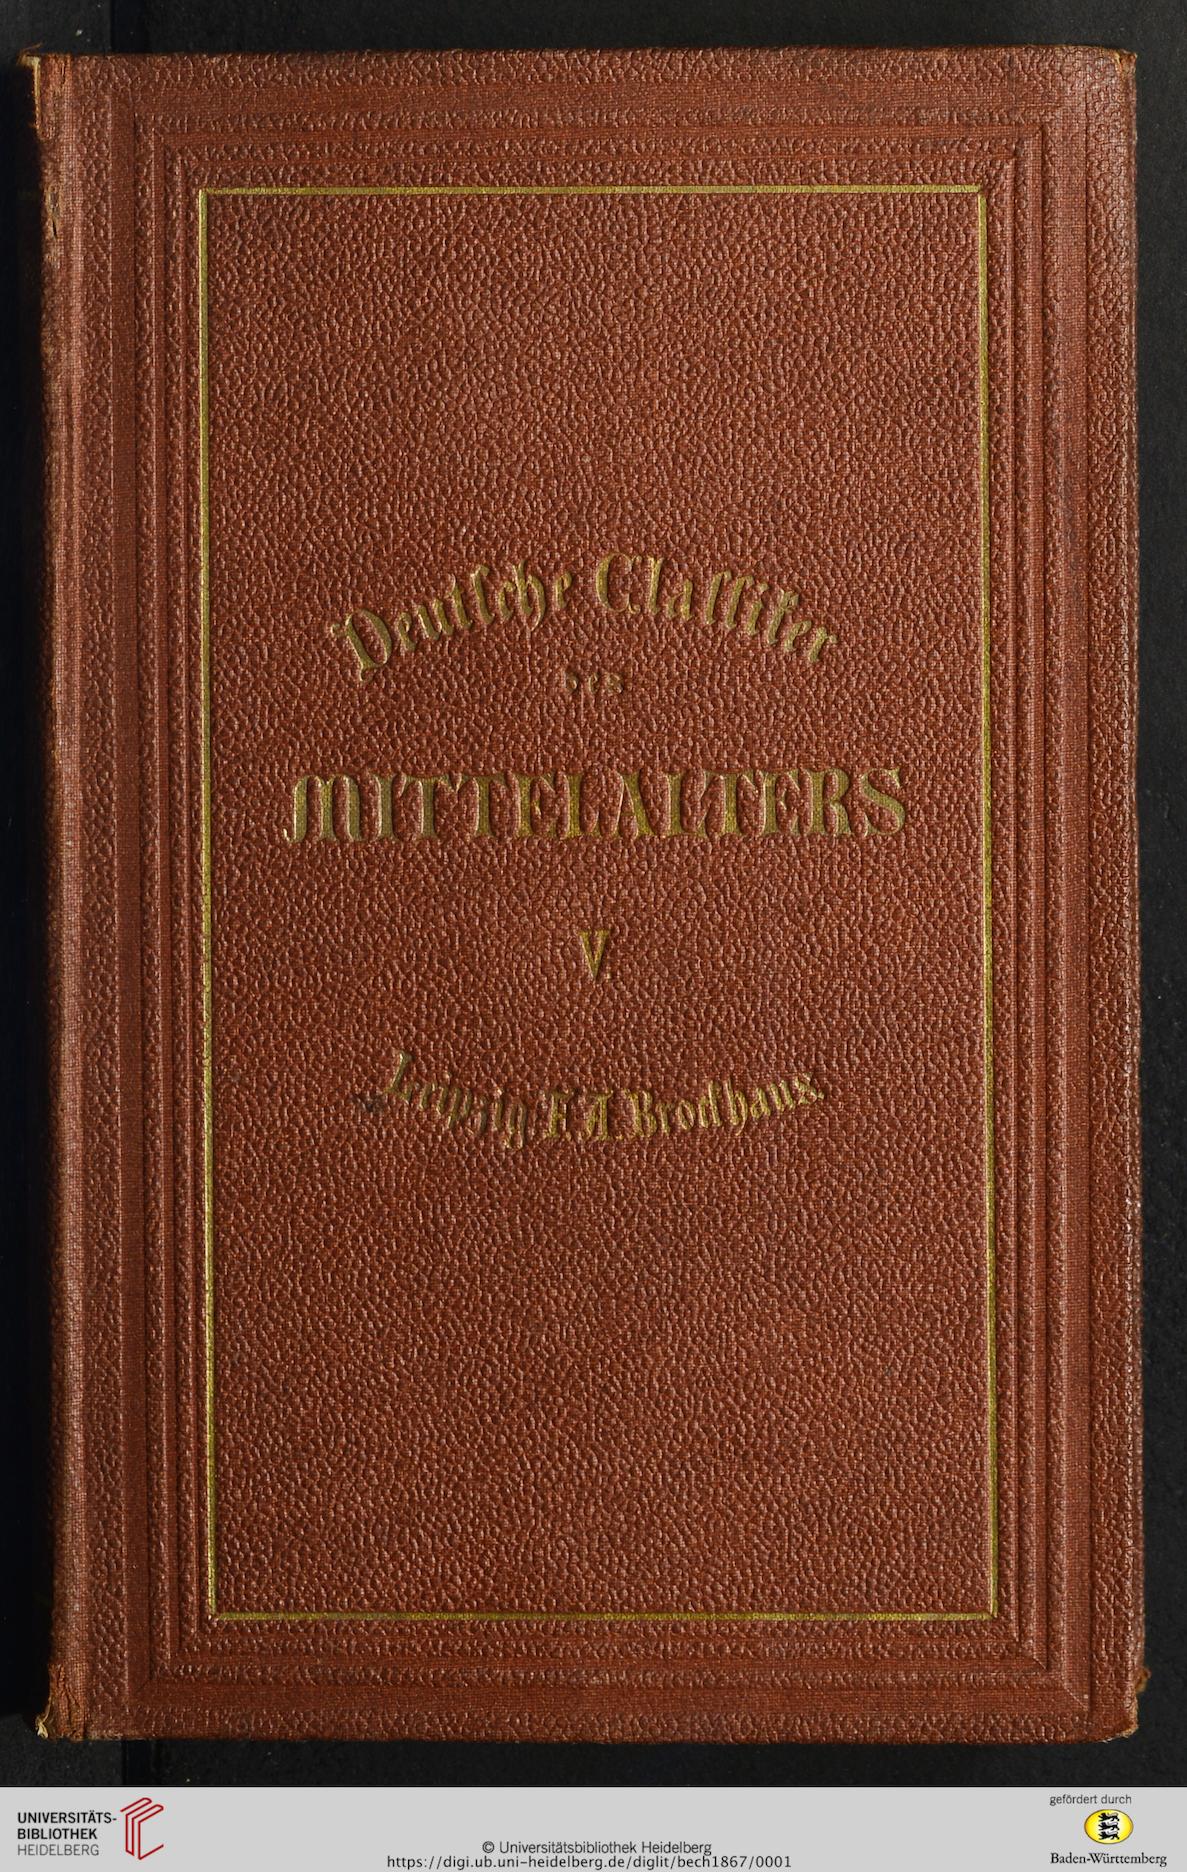 Deutsche Classiker
des
MITTELALTERS
V.
Leipzig, F. A. Brockhaus.
UNIVERSITÄTS-
BIBLIOTHEK
HEIDELBERG
© Universitätsbibliothek Heidelberg
https://digi.ub.uni-heidelberg.de/diglit/bech1867/0001
gefördert durch
Baden-Württemberg